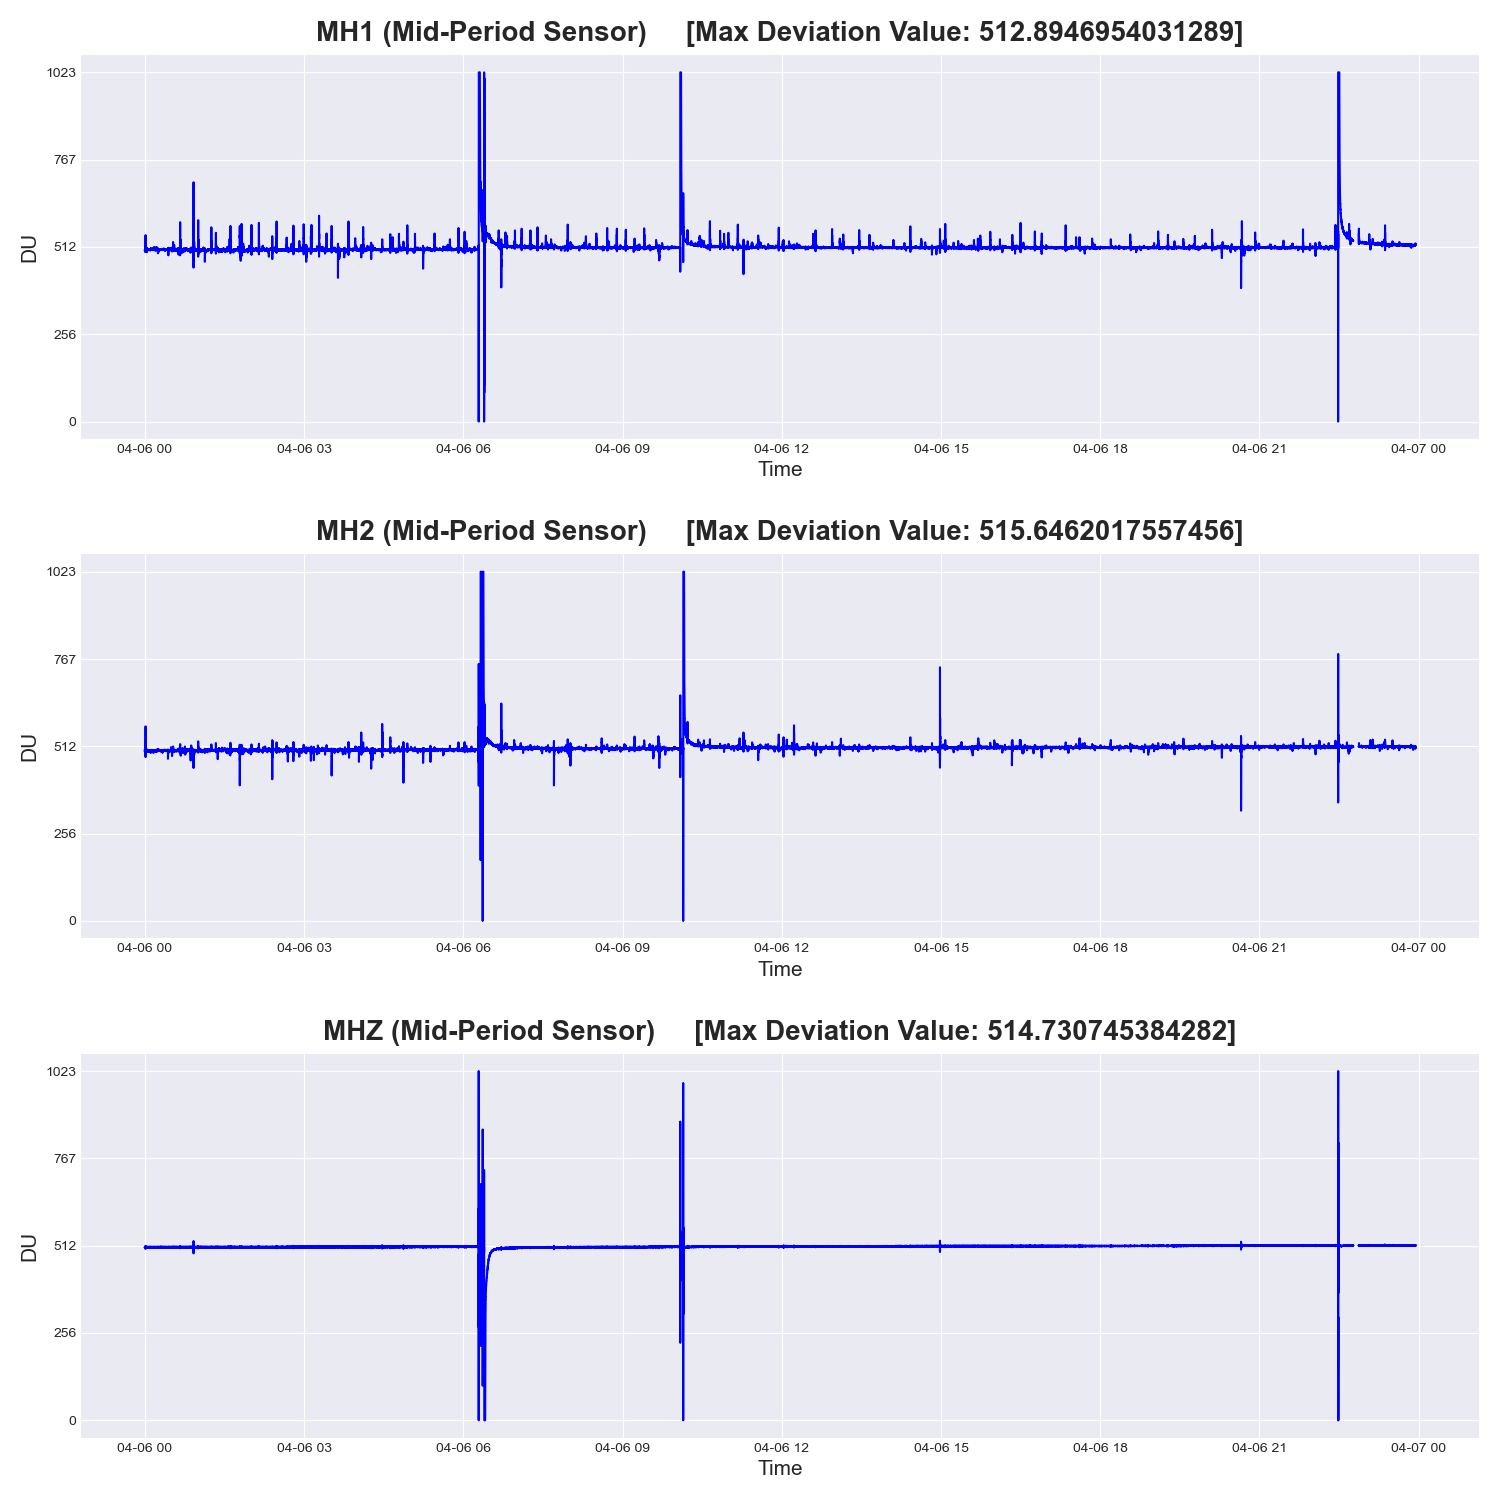 MH1 (Mid-Period Sensor) [Max Deviation Value: 512.8946954031289]
1023
767
512
256
0
DU
04-06 00 04-06 03 04-06 06 04-06 09 04-06 12 04-06 15 04-06 18 04-06 21 04-07 00
Time
MH2 (Mid-Period Sensor) [Max Deviation Value: 515.6462017557456]
1023
767
512
256
0
DU
04-06 00 04-06 03 04-06 06 04-06 09 04-06 12 04-06 15 04-06 18 04-06 21 04-07 00
Time
MHZ (Mid-Period Sensor) [Max Deviation Value: 514.730745384282]
1023
767
512
256
0
DU
04-06 00 04-06 03 04-06 06 04-06 09 04-06 12 04-06 15 04-06 18 04-06 21 04-07 00
Time